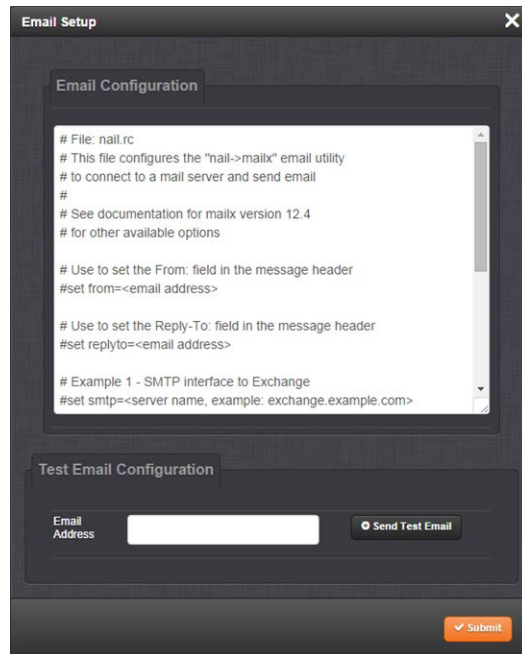 Email Setup
Email Configuration
# File: nail.rc
# This file configures the "nail->mailx" email utility
# to connect to a mail server and send email
#
# See documentation for mailx version 12.4
# for other available options
# Use to set the From: field in the message header
#set from=<email address>
# Use to set the Reply-To: field in the message header
#set replyto=<email address>
# Example 1 - SMTP interface to Exchange
#set smtp=<server name, example: exchange.example.com>
Test Email Configuration
Email
Address
Send Test Email
Submit